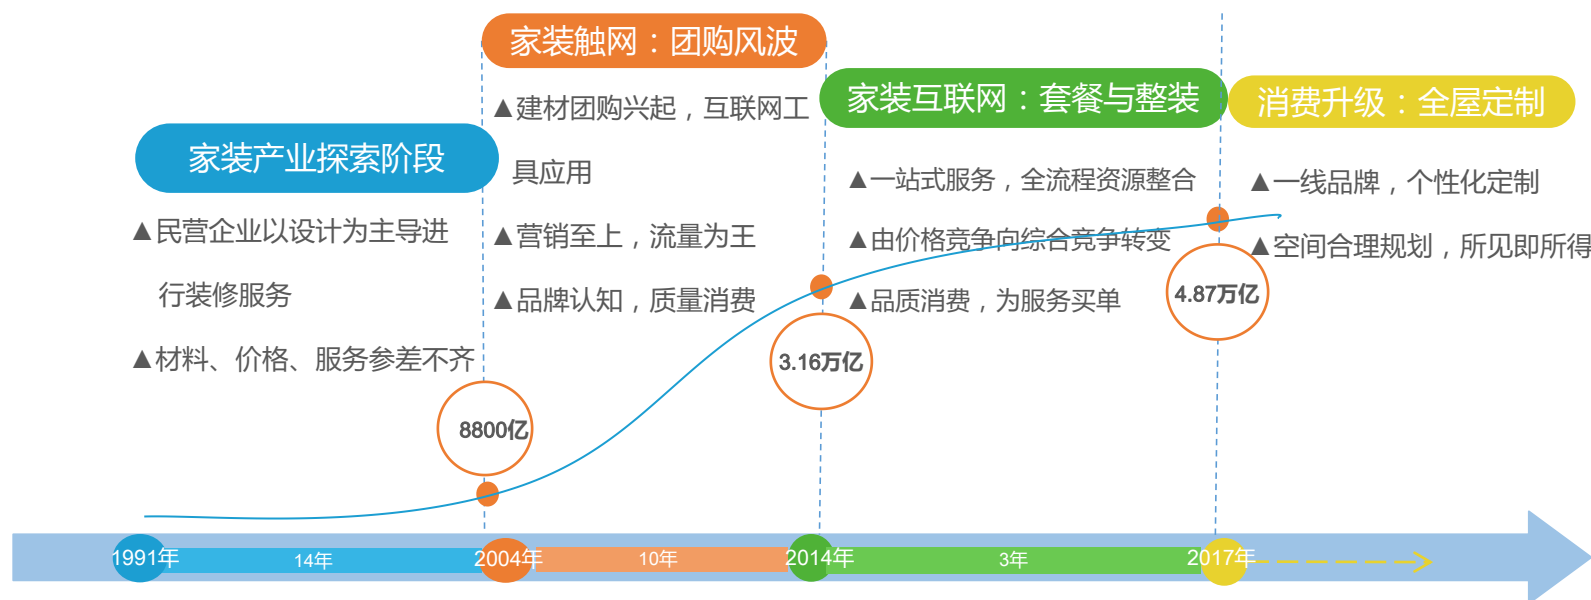 家装产业探索阶段
▲民营企业以设计为主导进
行装修服务
▲材料、价格、服务参差不齐
家装触网：团购风波
▲建材团购兴起，互联网工
具应用
▲营销至上，流量为王
▲品牌认知，质量消费
家装互联网：套餐与整装
▲一站式服务，全流程资源整合
▲由价格竞争向综合竞争转变
▲品质消费，为服务买单
消费升级：全屋定制
▲一线品牌，个性化定制
▲空间合理规划，所见即所得
8800亿
3.16万亿
4.87万亿
1991年
14年
2004年
10年
2014年
3年
2017年